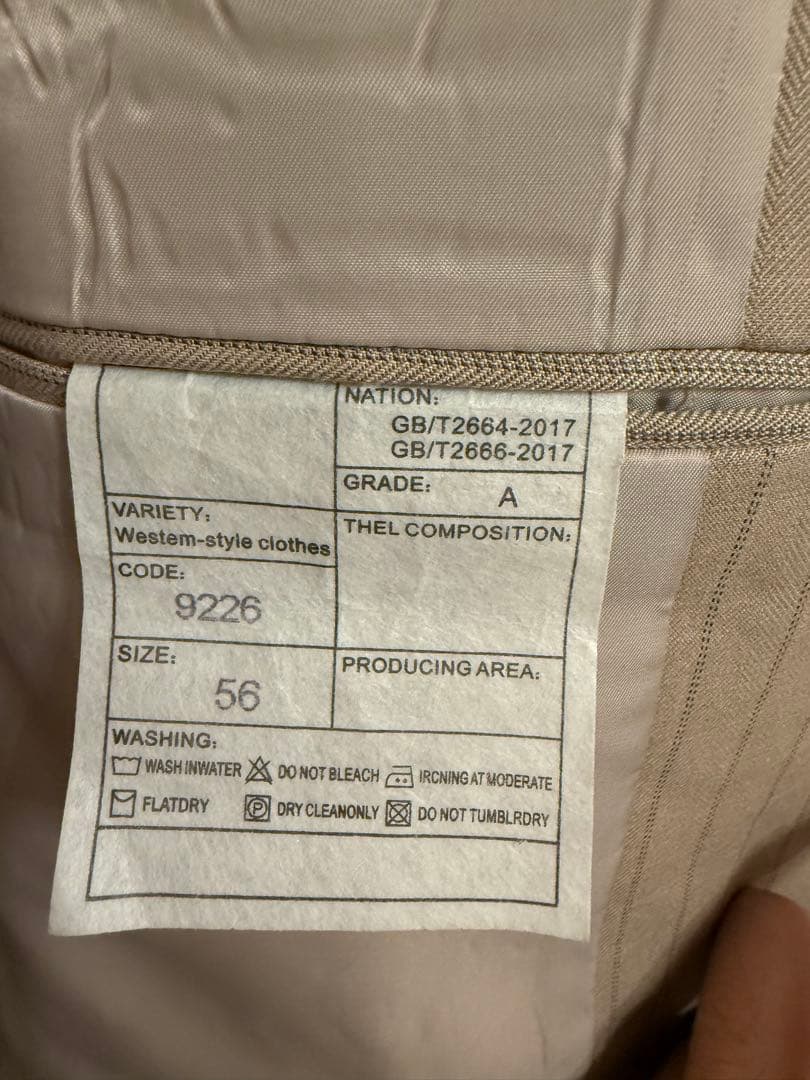 NATION:
GB/T2664-2017
GB/T2666-2017
GRADE: A
VARIETY:
Westem-style clothes
THEL COMPOSITION:
CODE:
9226
SIZE:
56
PRODUCING AREA:
WASHING:
WASH INWATER DO NOT BLEACH IRCNING AT MODERATE
FLATDRY P DRY CLEANONLY DO NOT TUMBLRDRY